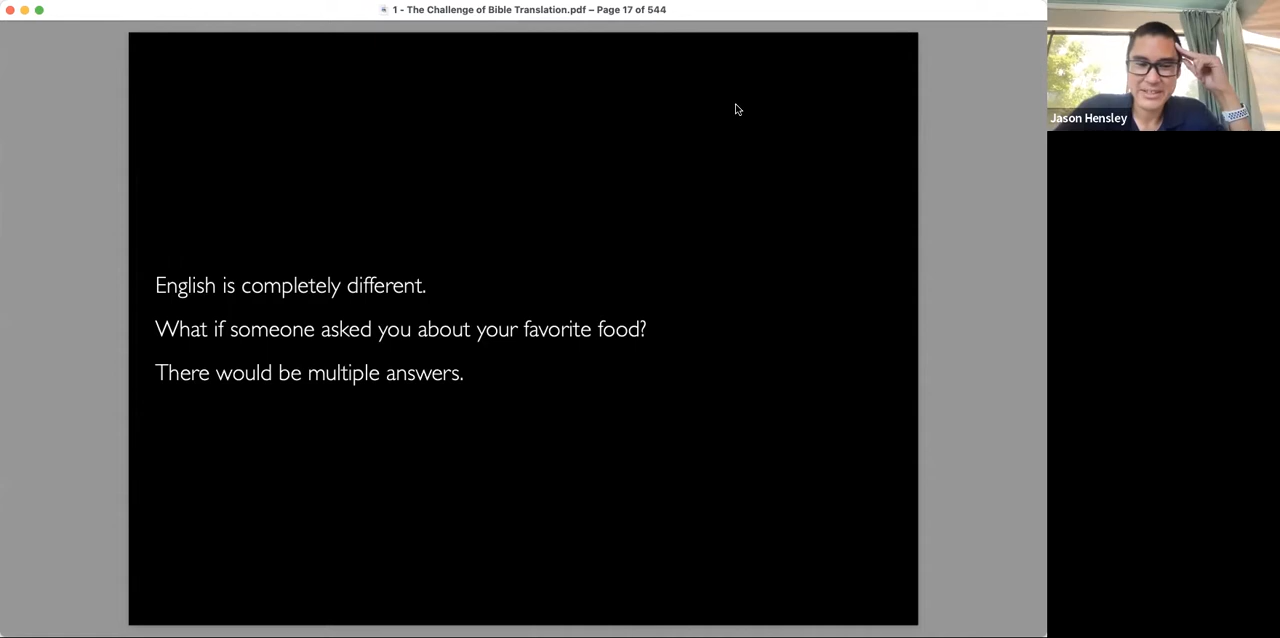 1 - The Challenge of Bible Translation.pdf – Page 17 of 544
Jason Hensley
English is completely different.
What if someone asked you about your favorite food?
There would be multiple answers.